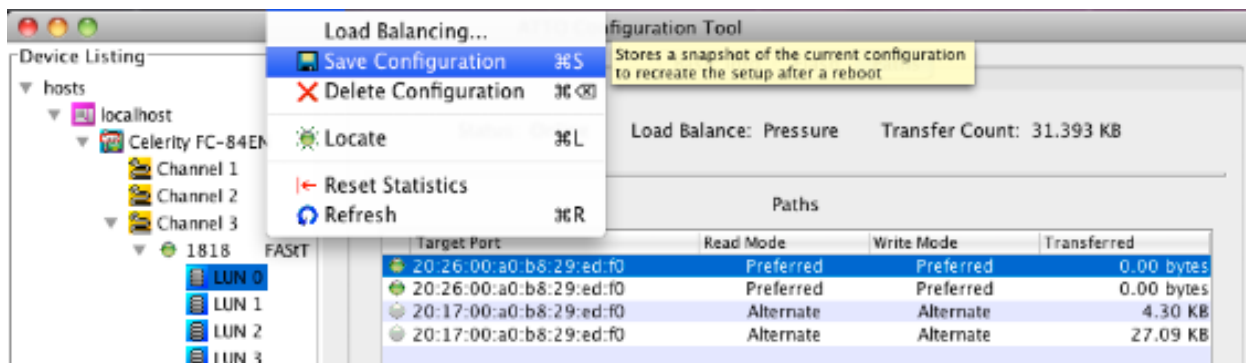 ATTO Configuration Tool
Load Balancing...
Save Configuration ⌘S
Delete Configuration ⌘⌫
Locate ⌘L
Reset Statistics
Refresh ⌘R
Stores a snapshot of the current configuration
to recreate the setup after a reboot
Device Listing
hosts
localhost
Celerity FC-84EN
Channel 1
Channel 2
Channel 3
1818 FAStT
LUN 0
LUN 1
LUN 2
LUN 3
Load Balance: Pressure Transfer Count: 31.393 KB
Paths
Target Port Read Mode Write Mode Transferred
20:26:00:a0:b8:29:ed:f0 Preferred Preferred 0.00 bytes
20:26:00:a0:b8:29:ed:f0 Preferred Preferred 0.00 bytes
20:17:00:a0:b8:29:ed:f0 Alternate Alternate 4.30 KB
20:17:00:a0:b8:29:ed:f0 Alternate Alternate 27.09 KB